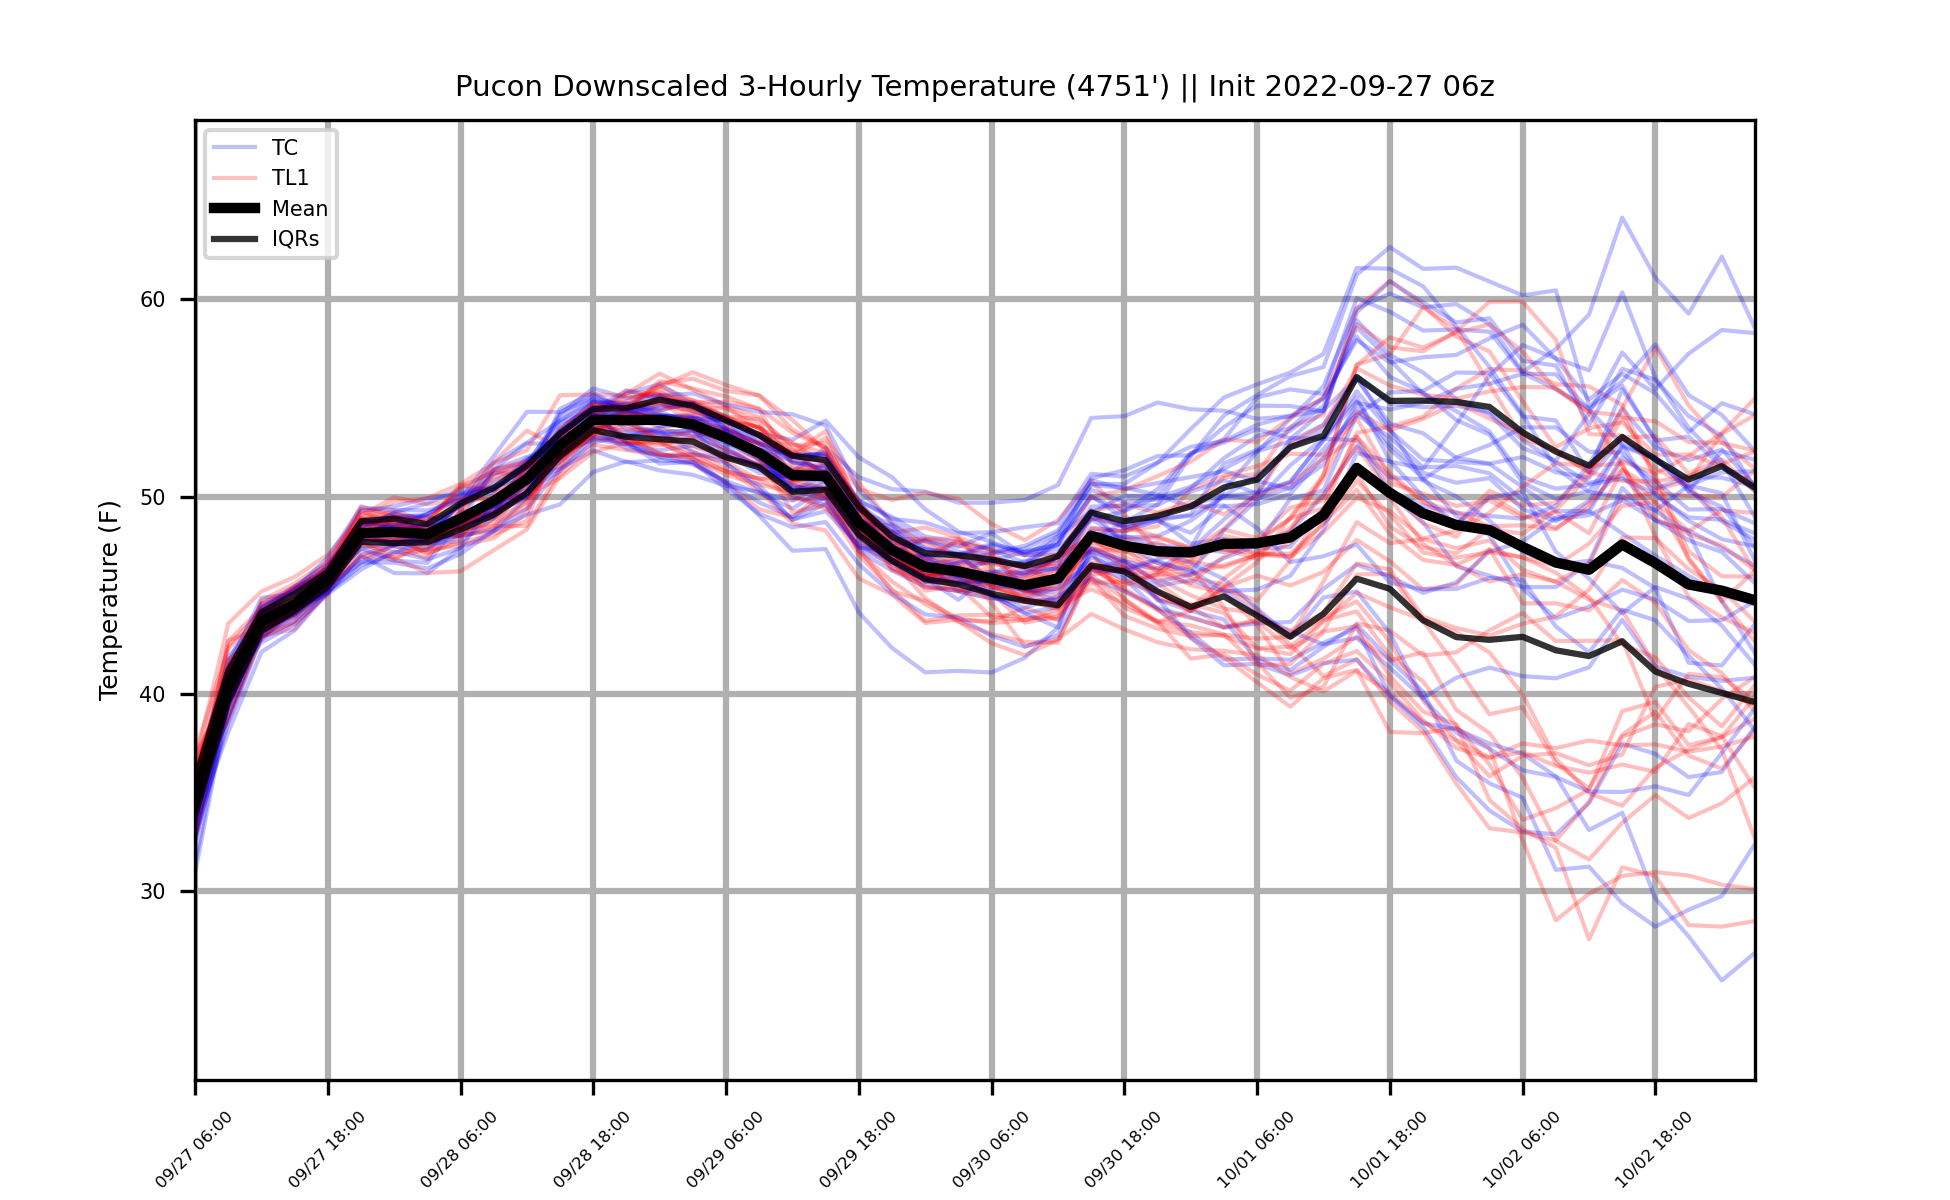 Pucon Downscaled 3-Hourly Temperature (4751') || Init 2022-09-27 06z
TC
TL1
Mean
IQRs
Temperature (F)
60
50
40
30
09/27 06:00
09/27 18:00
09/28 06:00
09/28 18:00
09/29 06:00
09/29 18:00
09/30 06:00
09/30 18:00
10/01 06:00
10/01 18:00
10/02 06:00
10/02 18:00